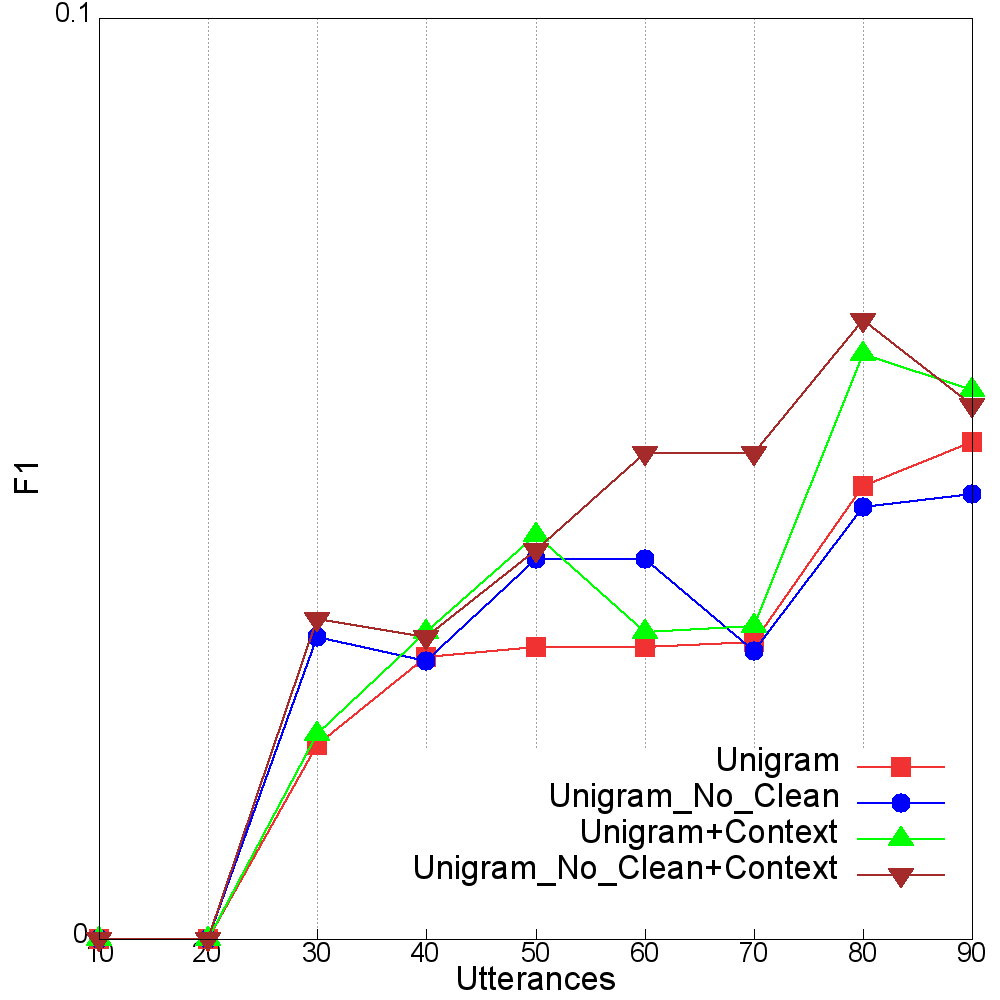 0.1
F1
Unigram
Unigram_No_Clean
Unigram+Context
Unigram_No_Clean+Context
0
10 20 30 40 50 60 70 80 90
Utterances